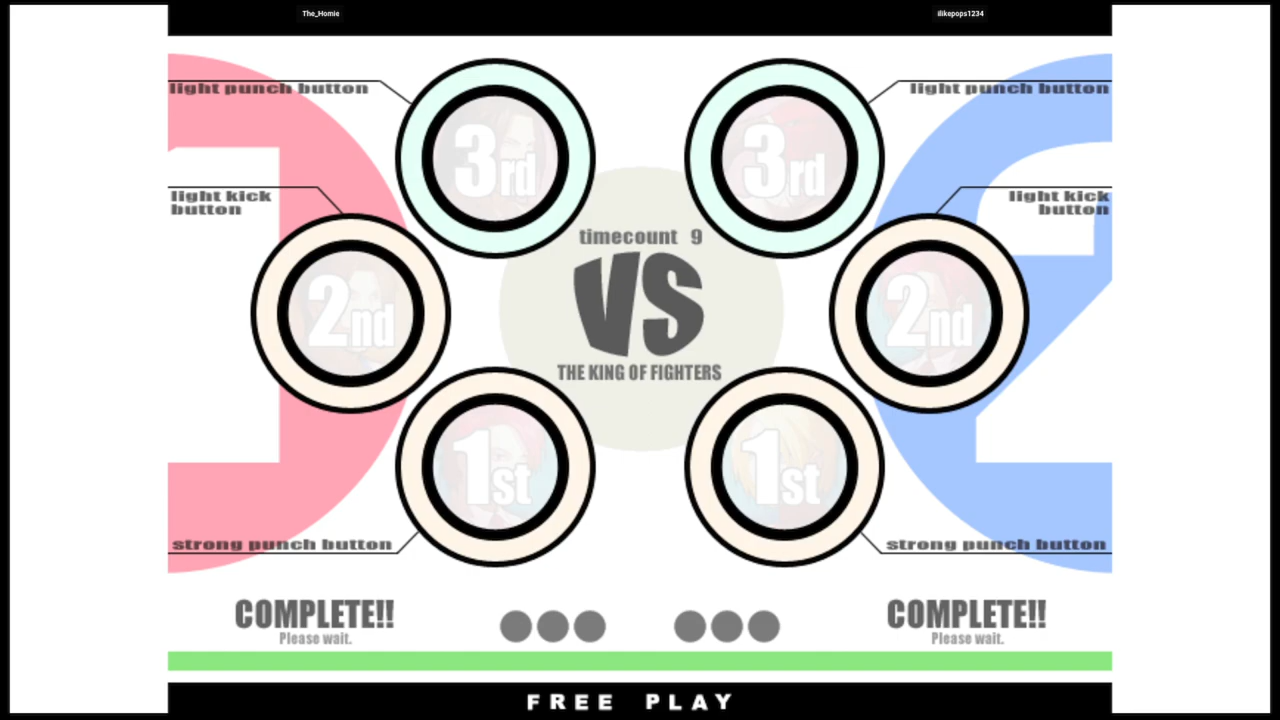 The_Homie
ilikepops1234
light punch button
light punch button
3rd
3rd
light kick
button
light kick
button
timecount 9
VS
THE KING OF FIGHTERS
2nd
2nd
1st
1st
strong punch button
strong punch button
COMPLETE!!
Please wait.
COMPLETE!!
Please wait.
FREE PLAY